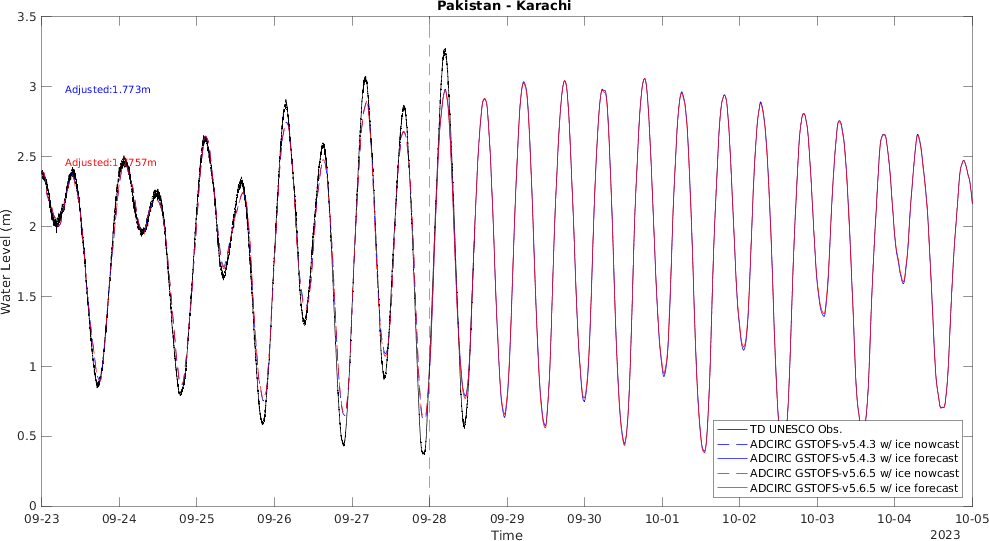 Pakistan - Karachi
3.5
3
2.5
2
1.5
1
0.5
0
Water Level (m)
Adjusted:1.773m
TD UNESCO Obs.
ADCIRC GSTOFS-v5.4.3 w/ ice nowcast
ADCIRC GSTOFS-v5.4.3 w/ ice forecast
ADCIRC GSTOFS-v5.6.5 w/ ice nowcast
ADCIRC GSTOFS-v5.6.5 w/ ice forecast
09-23
09-24
09-25
09-26
09-27
09-28
09-29
09-30
10-01
10-02
10-03
10-04
10-05
Time
2023